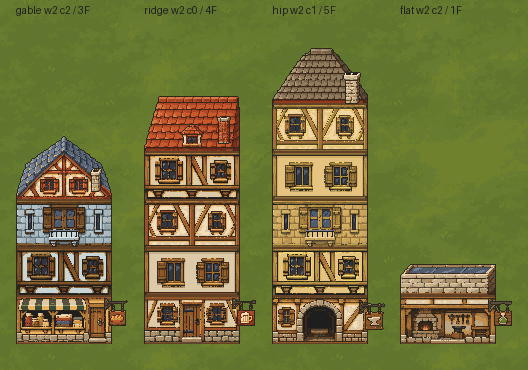 gable w2 c2 / 3F
ridge w2 c0 / 4F
hip w2 c1 / 5F
flat w2 c2 / 1F